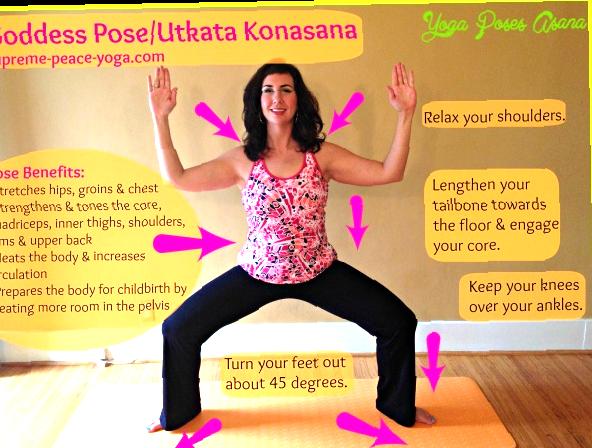 Goddess Pose/Utkata Konasana
upreme-peace-yoga.com
Yoga Poses Asana
Relax your shoulders.
ose Benefits:
tretches hips, groins & chest
trengthens & tones the core,
uadriceps, inner thighs, shoulders,
ms & upper back
eats the body & increases
rculation
Prepares the body for childbirth by
eating more room in the pelvis
Lengthen your
tailbone towards
the floor & engage
your core.
Keep your knees
over your ankles.
Turn your feet out
about 45 degrees.